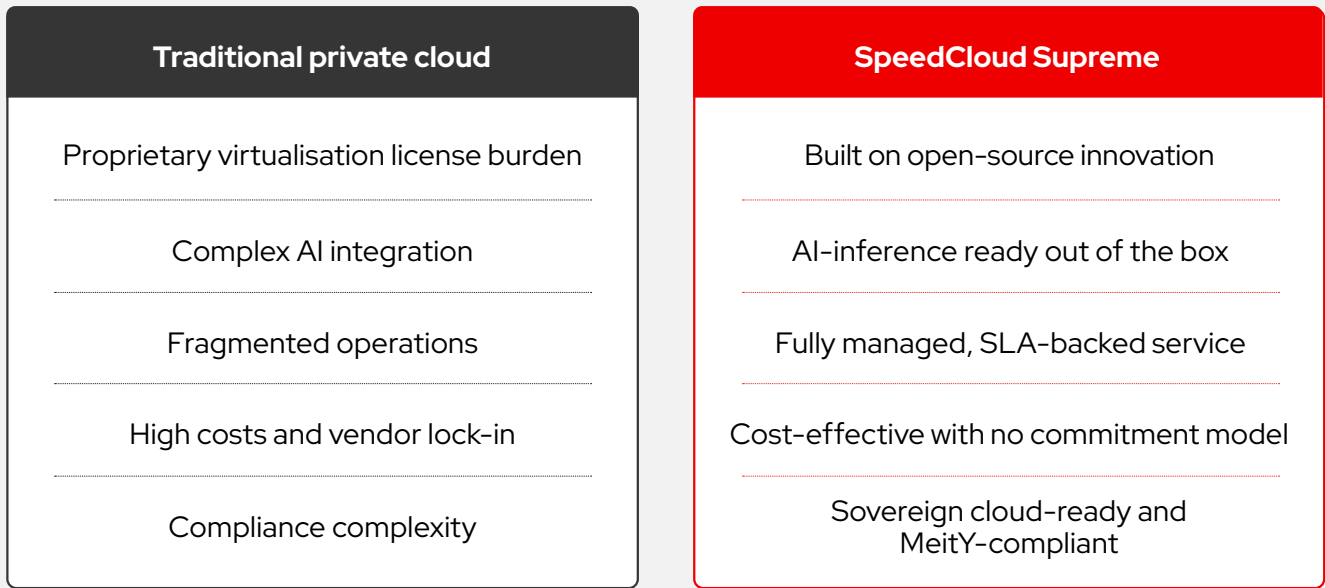 Traditional private cloud
Proprietary virtualisation license burden
Complex AI integration
Fragmented operations
High costs and vendor lock-in
Compliance complexity
SpeedCloud Supreme
Built on open-source innovation
AI-inference ready out of the box
Fully managed, SLA-backed service
Cost-effective with no commitment model
Sovereign cloud-ready and
MeitY-compliant